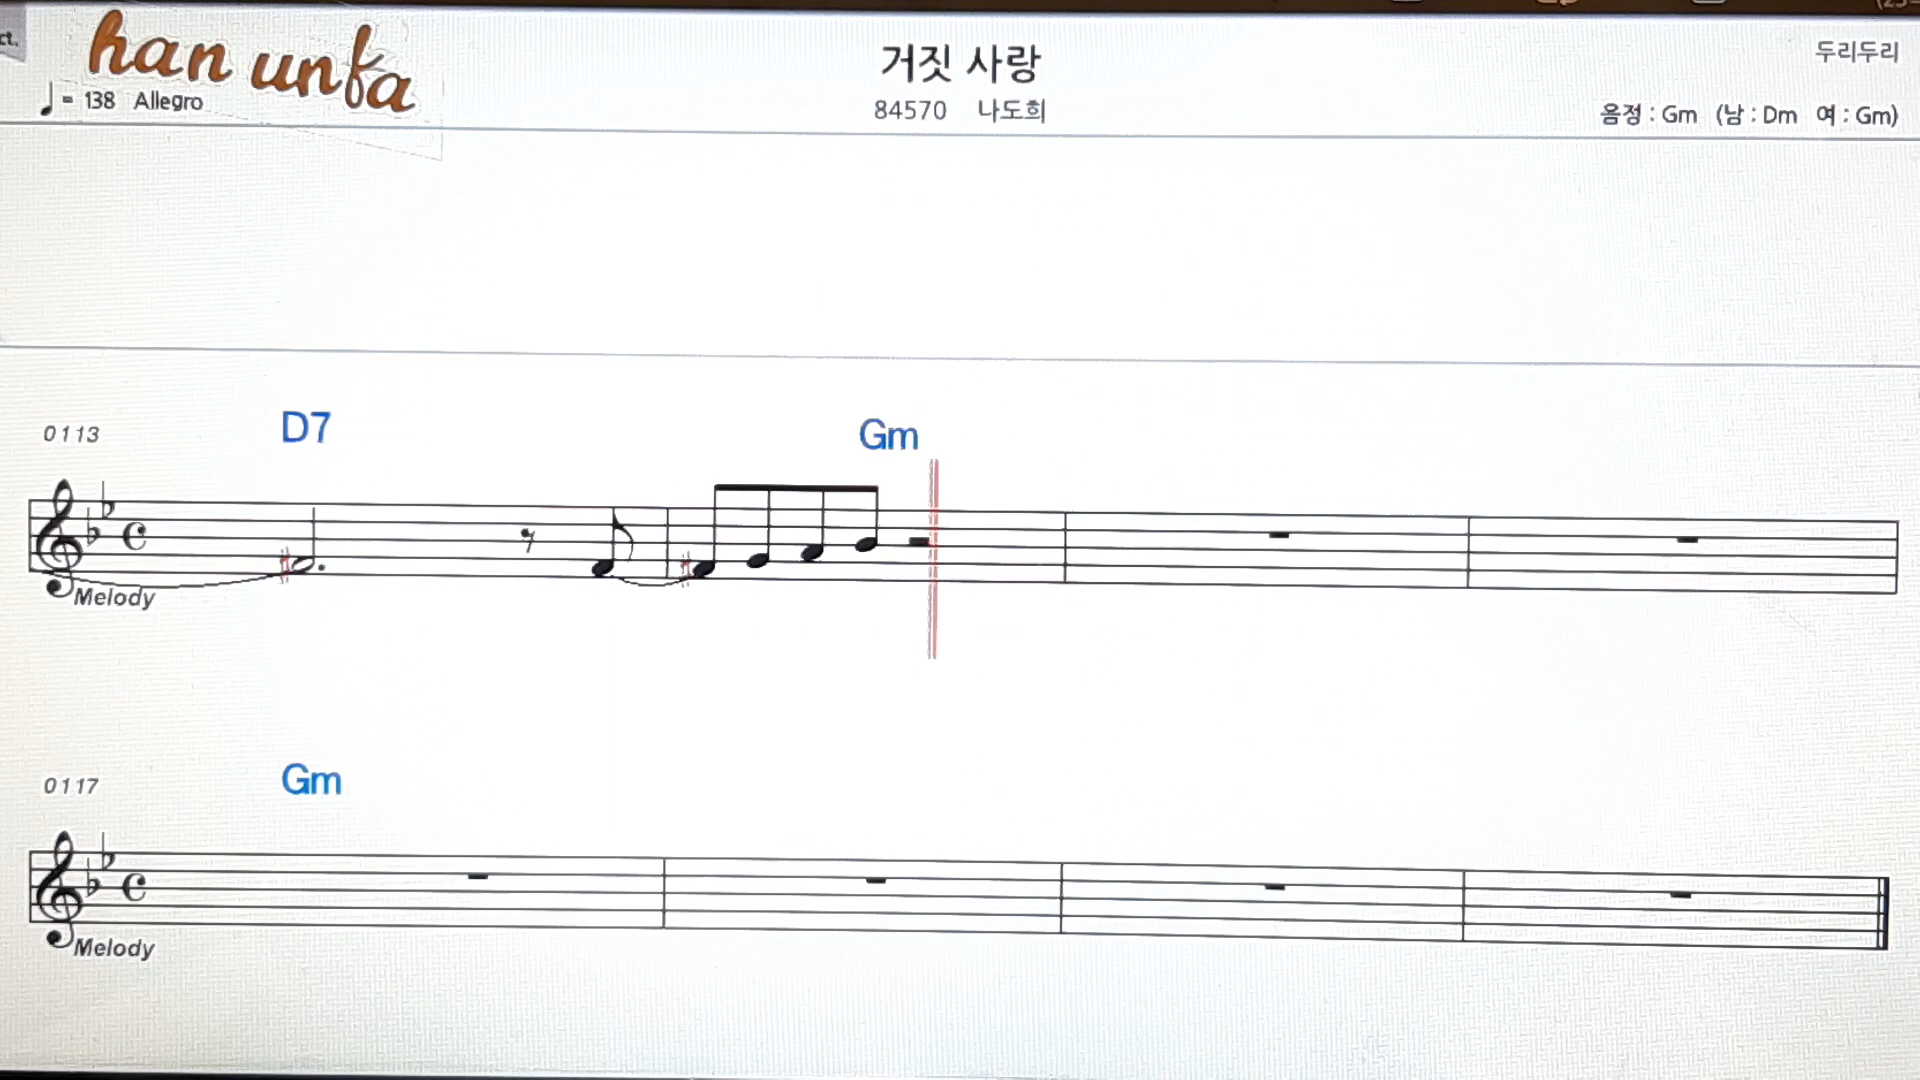 ct.
han unfa
♩= 138 Allegro
거짓 사랑
84570 나도희
두리두리
음정 : Gm (남 : Dm 여 : Gm)
0113
D7
Gm
Melody
0117
Gm
Melody